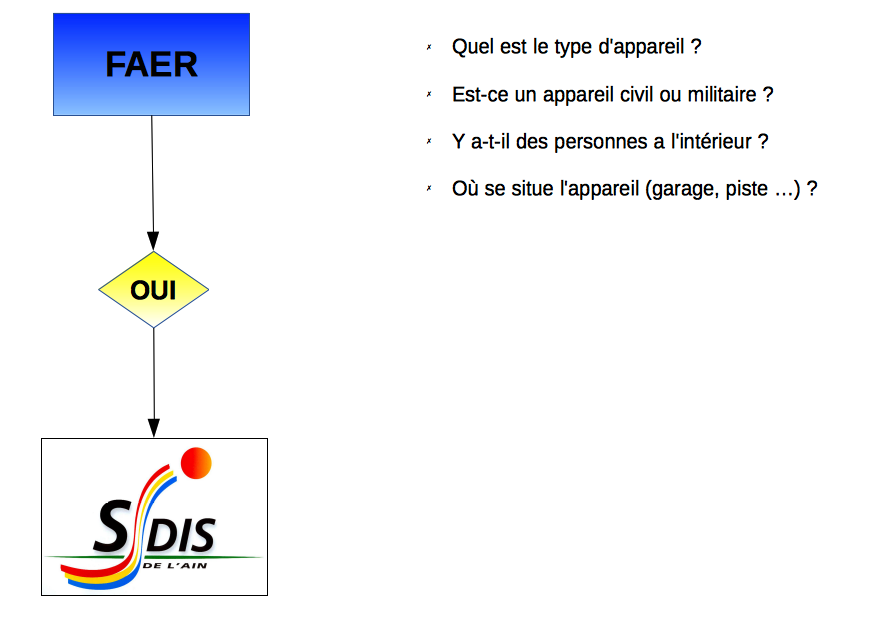 FAER
✗ Quel est le type d'appareil ?
✗ Est-ce un appareil civil ou militaire ?
✗ Y a-t-il des personnes a l'intérieur ?
✗ Où se situe l'appareil (garage, piste ...) ?
OUI
SDIS
DE L'AIN